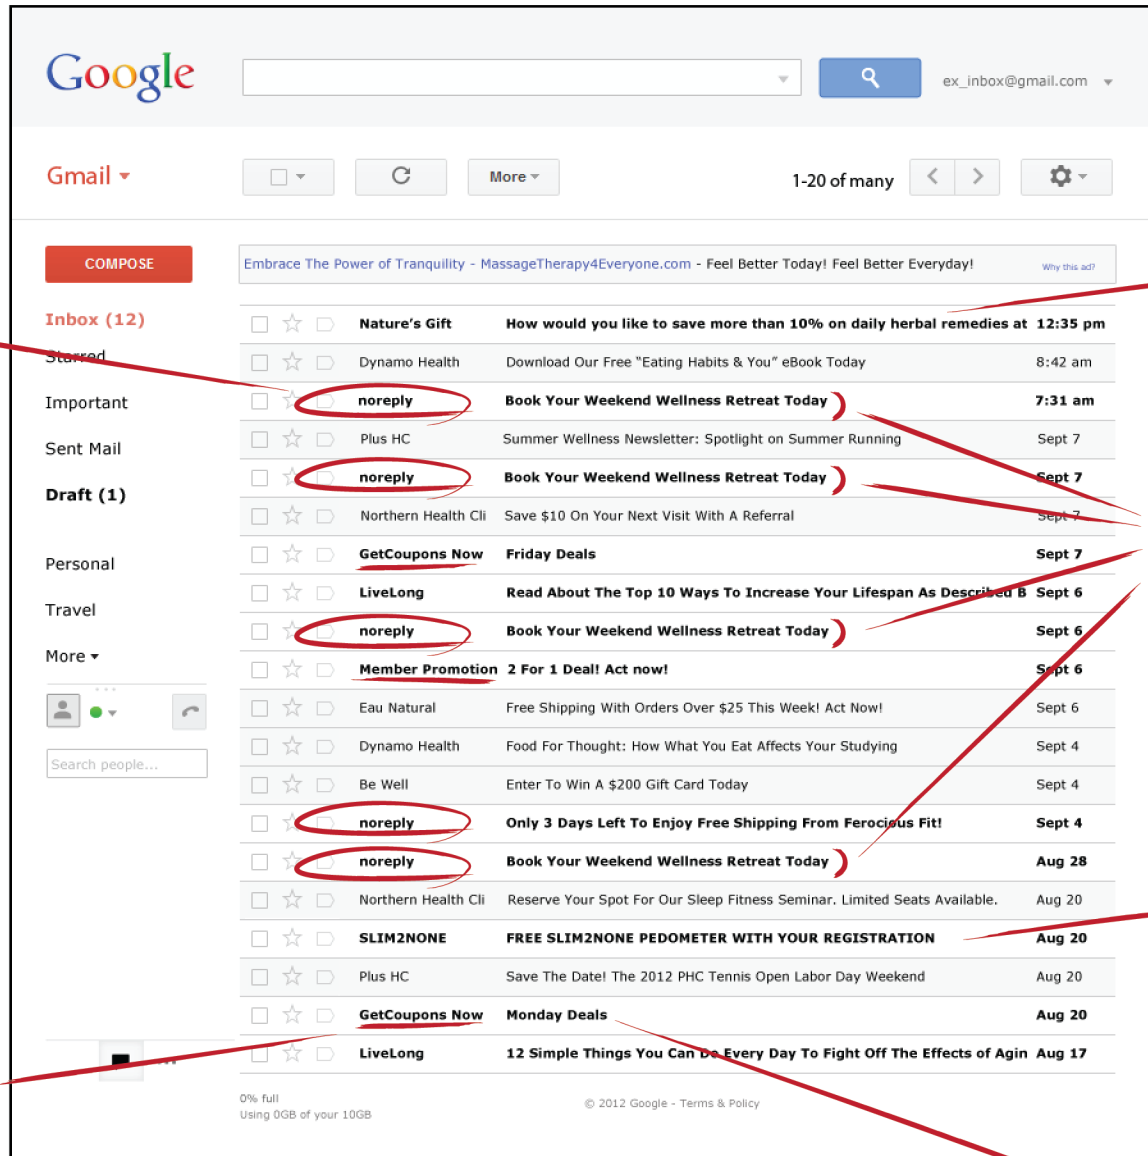 Google
ex_inbox@gmail.com
Gmail
More
1-20 of many
COMPOSE
Embrace The Power of Tranquility - MassageTherapy4Everyone.com - Feel Better Today! Feel Better Everyday!
Why this ad?
Inbox (12)
Starred
Important
Sent Mail
Draft (1)
Personal
Travel
More
Search people...
Nature's Gift How would you like to save more than 10% on daily herbal remedies at 12:35 pm
Dynamo Health Download Our Free "Eating Habits & You" eBook Today 8:42 am
noreply Book Your Weekend Wellness Retreat Today 7:31 am
Plus HC Summer Wellness Newsletter: Spotlight on Summer Running Sept 7
noreply Book Your Weekend Wellness Retreat Today Sept 7
Northern Health Cli Save $10 On Your Next Visit With A Referral Sept 7
GetCoupons Now Friday Deals Sept 7
LiveLong Read About The Top 10 Ways To Increase Your Lifespan As Described B Sept 6
noreply Book Your Weekend Wellness Retreat Today Sept 6
Member Promotion 2 For 1 Deal! Act now! Sept 6
Eau Natural Free Shipping With Orders Over $25 This Week! Act Now! Sept 6
Dynamo Health Food For Thought: How What You Eat Affects Your Studying Sept 4
Be Well Enter To Win A $200 Gift Card Today Sept 4
noreply Only 3 Days Left To Enjoy Free Shipping From Ferocious Fit! Sept 4
noreply Book Your Weekend Wellness Retreat Today Aug 28
Northern Health Cli Reserve Your Spot For Our Sleep Fitness Seminar. Limited Seats Available. Aug 20
SLIM2NONE FREE SLIM2NONE PEDOMETER WITH YOUR REGISTRATION Aug 20
Plus HC Save The Date! The 2012 PHC Tennis Open Labor Day Weekend Aug 20
GetCoupons Now Monday Deals Aug 20
LiveLong 12 Simple Things You Can Do Every Day To Fight Off The Effects of Agin Aug 17
0% full
Using 0GB of your 10GB
© 2012 Google - Terms & Policy